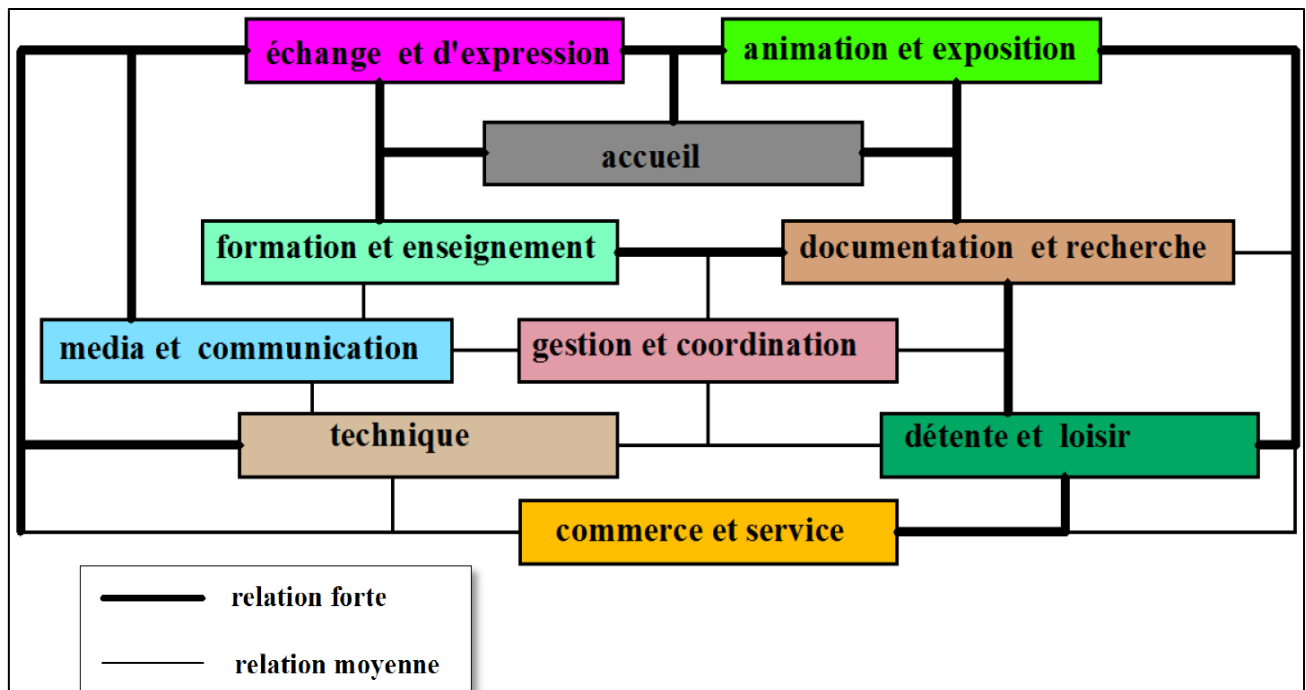 échange et d'expression
animation et exposition
accueil
formation et enseignement
documentation et recherche
media et communication
gestion et coordination
technique
détente et loisir
commerce et service
relation forte
relation moyenne